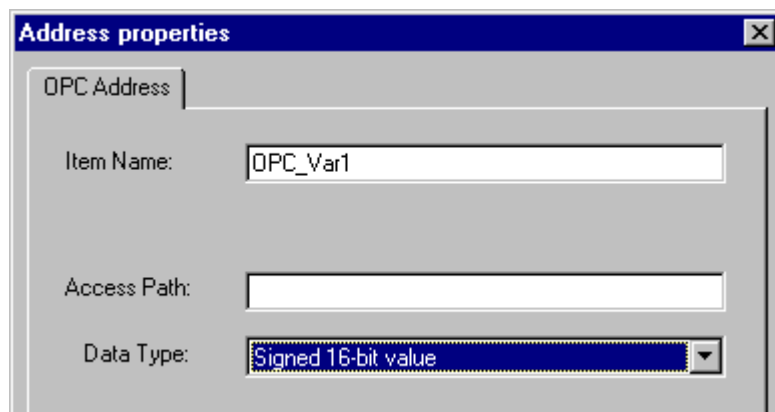 Address properties
OPC Address
Item Name: OPC_Var1
Access Path:
Data Type: Signed 16-bit value